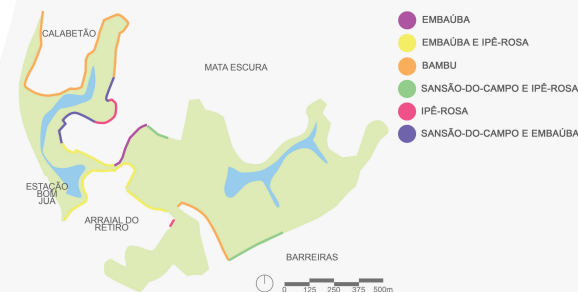 CALABETÃO
MATA ESCURA
ESTAÇÃO
BOM
JUÁ
ARRAIAL DO
RETIRO
BARREIRAS
EMBAÚBA
EMBAÚBA E IPÊ-ROSA
BAMBU
SANSÃO-DO-CAMPO E IPÊ-ROSA
IPÊ-ROSA
SANSÃO-DO-CAMPO E EMBAÚBA
0 125 250 375 500m